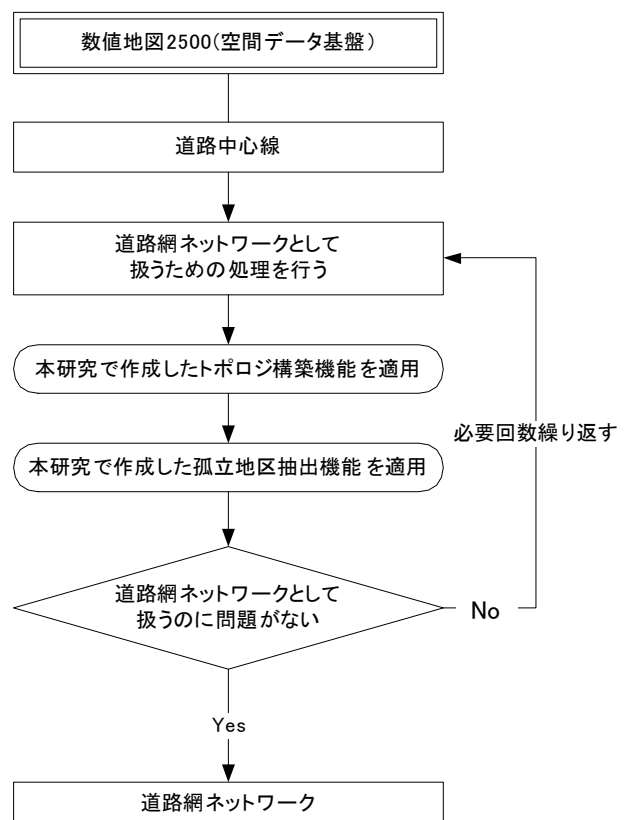 数値地図2500(空間データ基盤)
道路中心線
道路網ネットワークとして
扱うための処理を行う
本研究で作成したトポロジ構築機能を適用
本研究で作成した孤立地区抽出機能を適用
必要回数繰り返す
道路網ネットワークとして
扱うのに問題がない
No
Yes
道路網ネットワーク